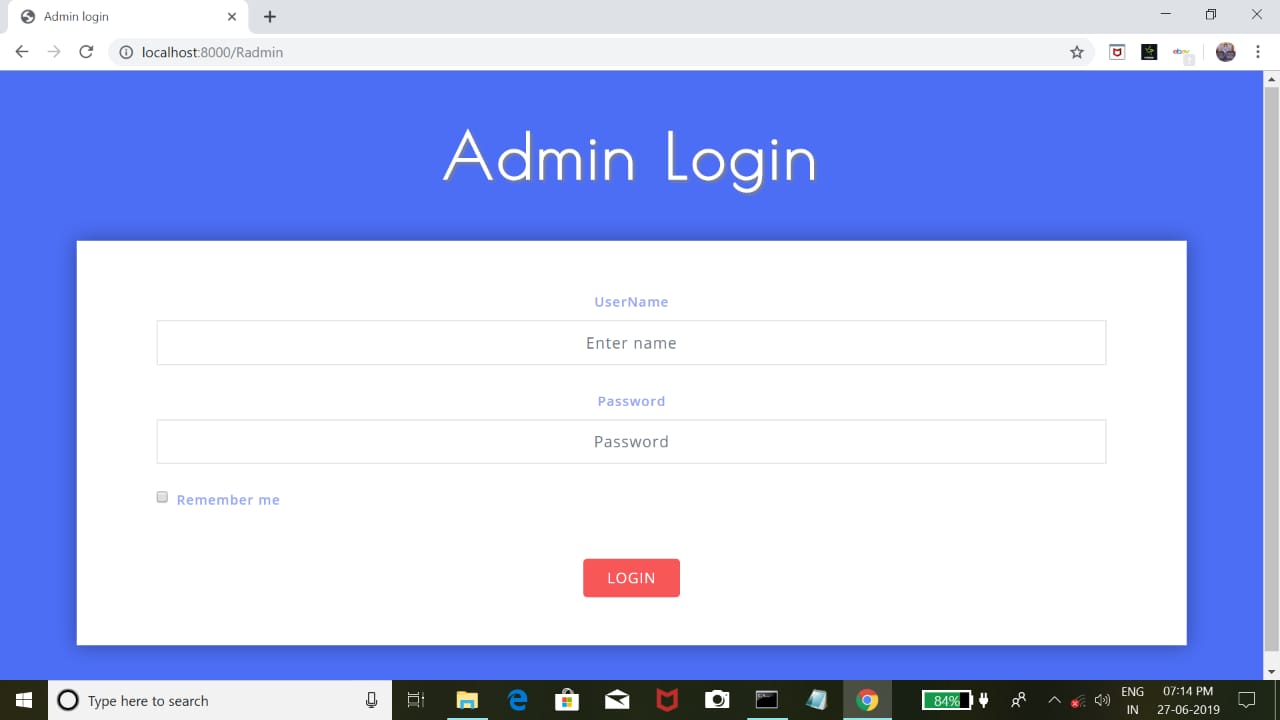 Admin login
localhost:8000/Radmin
ebay
Admin Login
UserName
Enter name
Password
Password
Remember me
LOGIN
Type here to search
84%
ENG
IN
07:14 PM
27-06-2019